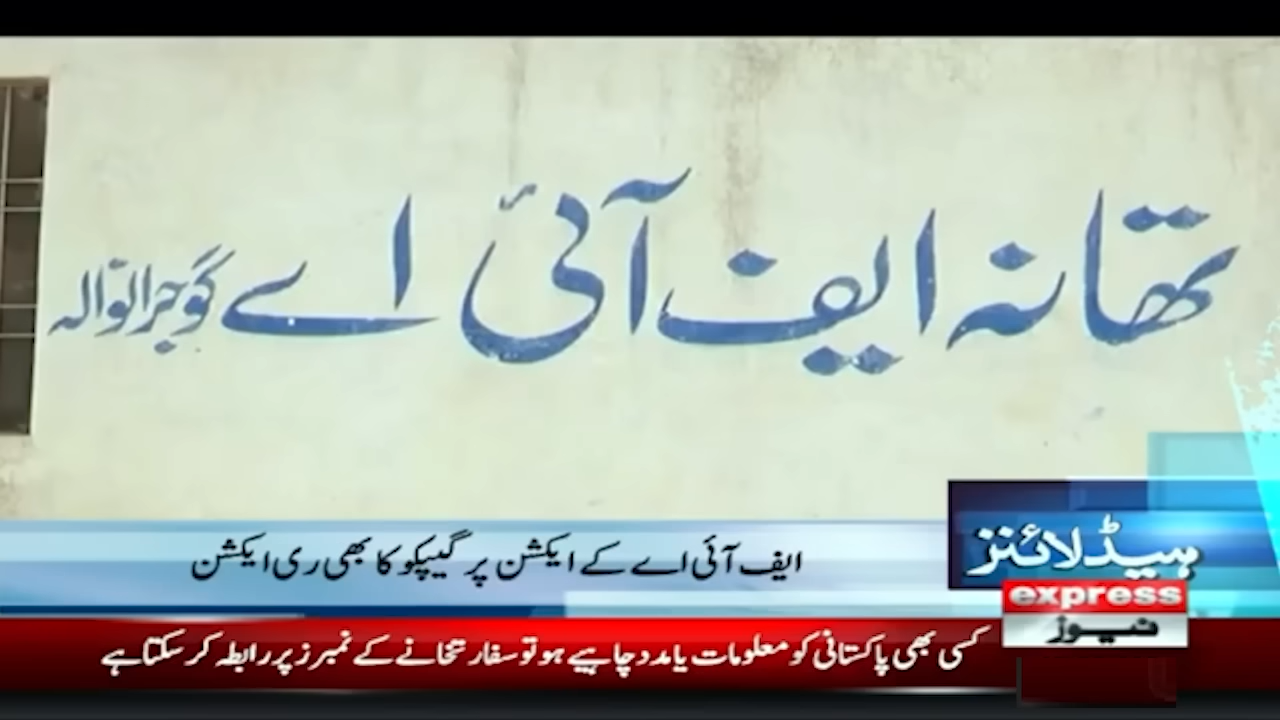 تھانہ ایف آئی اے گوجرانوالہ
ہیڈلائنز
ایف آئی اے کے ایکشن پر گیپکو کا بھی ری ایکشن
express
نیوز
کسی بھی پاکستانی کو معلومات یا مدد چاہیے ہو تو سفارتخانے کے نمبرز پر رابطہ کر سکتا ہے